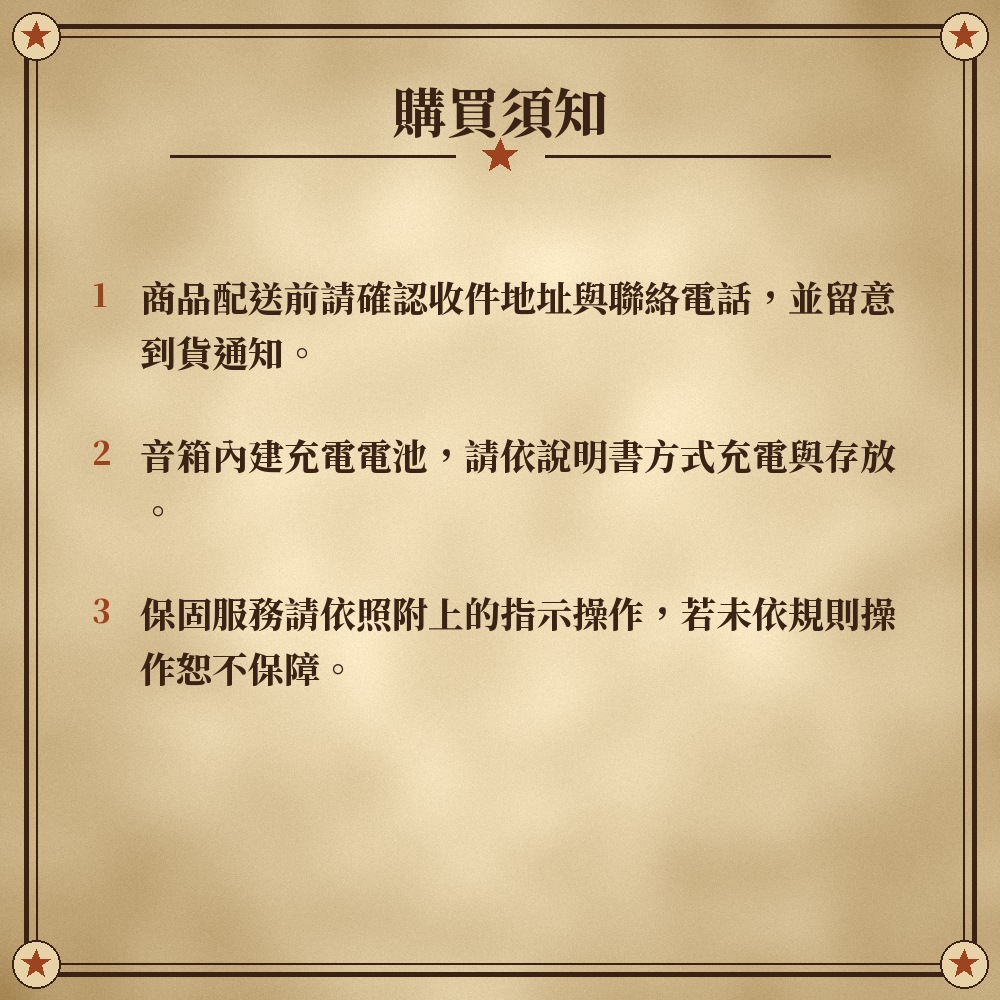 購買須知
1 商品配送前請確認收件地址與聯絡電話，並留意
到貨通知。
2 音箱內建充電電池，請依說明書方式充電與存放
。
3 保固服務請依照附上的指示操作，若未依規則操
作恕不保障。